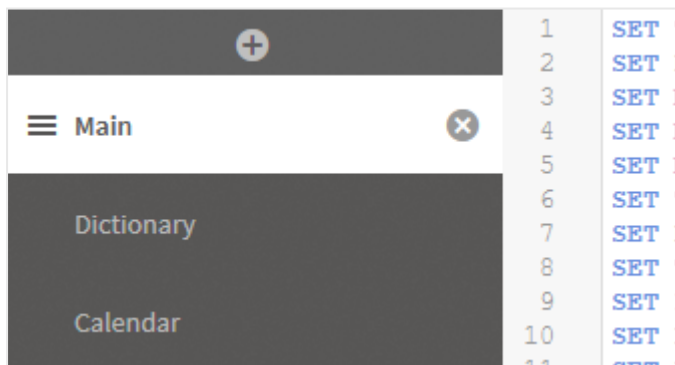 Main
Dictionary
Calendar
1 SET
2 SET
3 SET
4 SET
5 SET
6 SET
7 SET
8 SET
9 SET
10 SET